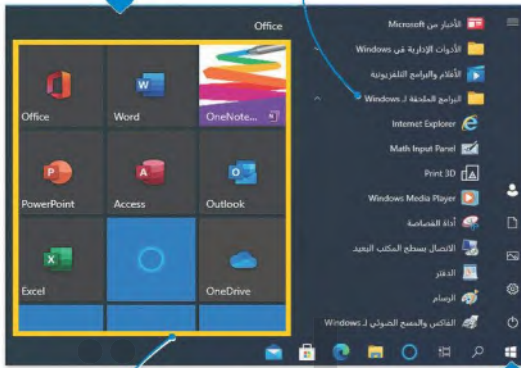 الأخبار من Microsoft
الأدوات الإدارية في Windows
الأفلام والبرامج التلفزيونية
البرامج الملحقة لـ Windows
Internet Explorer
Math Input Panel
Print 3D
Windows Media Player
أداة القصاصة
الاتصال بسطح المكتب البعيد
الدفتر
الرسام
الفاكس والمسح الضوئي لـ Windows
Office
Office
Word
OneNote...
PowerPoint
Access
Outlook
Excel
OneDrive